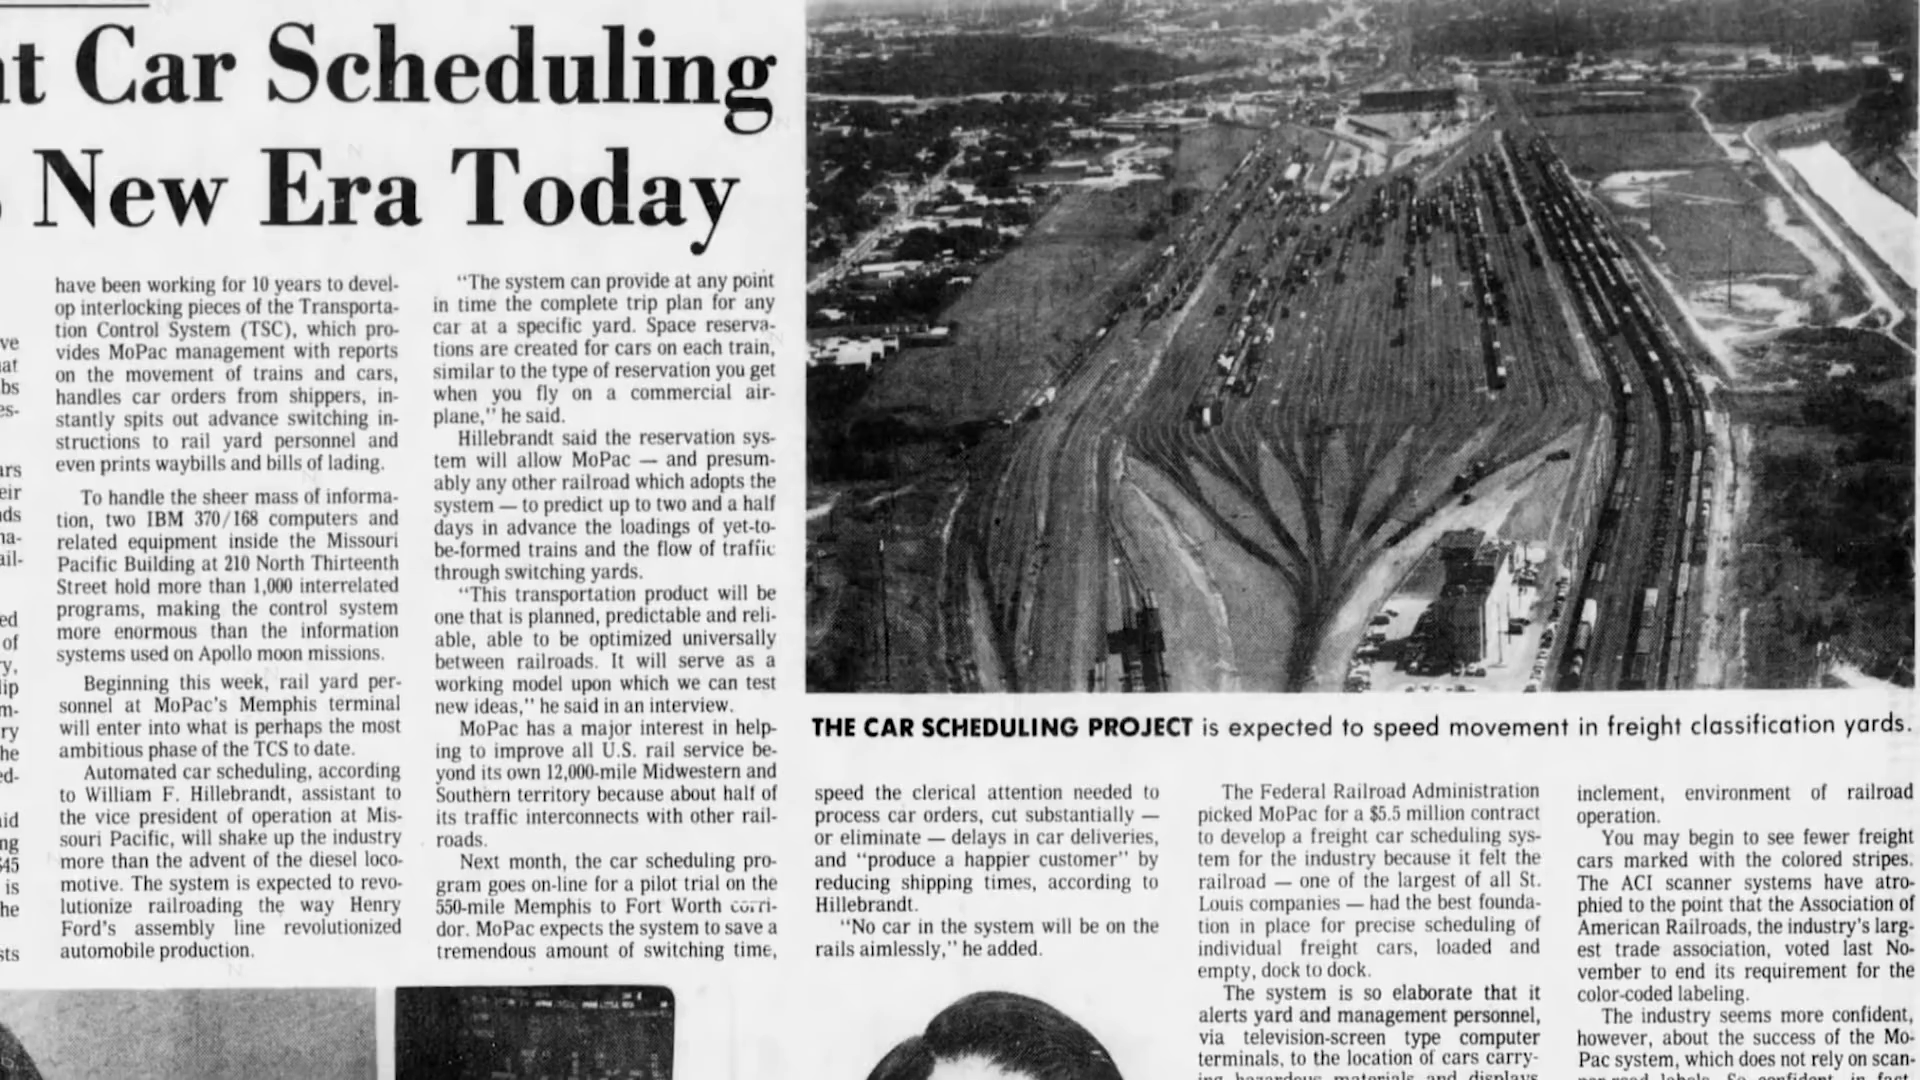 t Car Scheduling
New Era Today
ve
at
bs
es-
ars
eir
ds
na-
ail-
ed
of
y,
lip
m-
ry
he
ed-
aid
ng
$45
is
he
sts
have been working for 10 years to devel-
op interlocking pieces of the Transporta-
tion Control System (TSC), which pro-
vides MoPac management with reports
on the movement of trains and cars,
handles car orders from shippers, in-
stantly spits out advance switching in-
structions to rail yard personnel and
even prints waybills and bills of lading.
To handle the sheer mass of informa-
tion, two IBM 370/168 computers and
related equipment inside the Missouri
Pacific Building at 210 North Thirteenth
Street hold more than 1,000 interrelated
programs, making the control system
more enormous than the information
systems used on Apollo moon missions.
Beginning this week, rail yard per-
sonnel at MoPac's Memphis terminal
will enter into what is perhaps the most
ambitious phase of the TCS to date.
Automated car scheduling, according
to William F. Hillebrandt, assistant to
the vice president of operation at Mis-
souri Pacific, will shake up the industry
more than the advent of the diesel loco-
motive. The system is expected to revo-
lutionize railroading the way Henry
Ford's assembly line revolutionized
automobile production.
"The system can provide at any point
in time the complete trip plan for any
car at a specific yard. Space reserva-
tions are created for cars on each train,
similar to the type of reservation you get
when you fly on a commercial air-
plane," he said.
Hillebrandt said the reservation sys-
tem will allow MoPac — and presum-
ably any other railroad which adopts the
system — to predict up to two and a half
days in advance the loadings of yet-to-
be-formed trains and the flow of traffic
through switching yards.
"This transportation product will be
one that is planned, predictable and reli-
able, able to be optimized universally
between railroads. It will serve as a
working model upon which we can test
new ideas," he said in an interview.
MoPac has a major interest in help-
ing to improve all U.S. rail service be-
yond its own 12,000-mile Midwestern and
Southern territory because about half of
its traffic interconnects with other rail-
roads.
Next month, the car scheduling pro-
gram goes on-line for a pilot trial on the
550-mile Memphis to Fort Worth corri-
dor. MoPac expects the system to save a
tremendous amount of switching time,
THE CAR SCHEDULING PROJECT is expected to speed movement in freight classification yards.
speed the clerical attention needed to
process car orders, cut substantially —
or eliminate — delays in car deliveries,
and "produce a happier customer" by
reducing shipping times, according to
Hillebrandt.
"No car in the system will be on the
rails aimlessly," he added.
The Federal Railroad Administration
picked MoPac for a $5.5 million contract
to develop a freight car scheduling sys-
tem for the industry because it felt the
railroad — one of the largest of all St.
Louis companies — had the best founda-
tion in place for precise scheduling of
individual freight cars, loaded and
empty, dock to dock.
The system is so elaborate that it
alerts yard and management personnel,
via television-screen type computer
terminals, to the location of cars carry-
ing hazardous materials and displays
inclement, environment of railroad
operation.
You may begin to see fewer freight
cars marked with the colored stripes.
The ACI scanner systems have atro-
phied to the point that the Association of
American Railroads, the industry's larg-
est trade association, voted last No-
vember to end its requirement for the
color-coded labeling.
The industry seems more confident,
however, about the success of the Mo-
Pac system, which does not rely on scan-